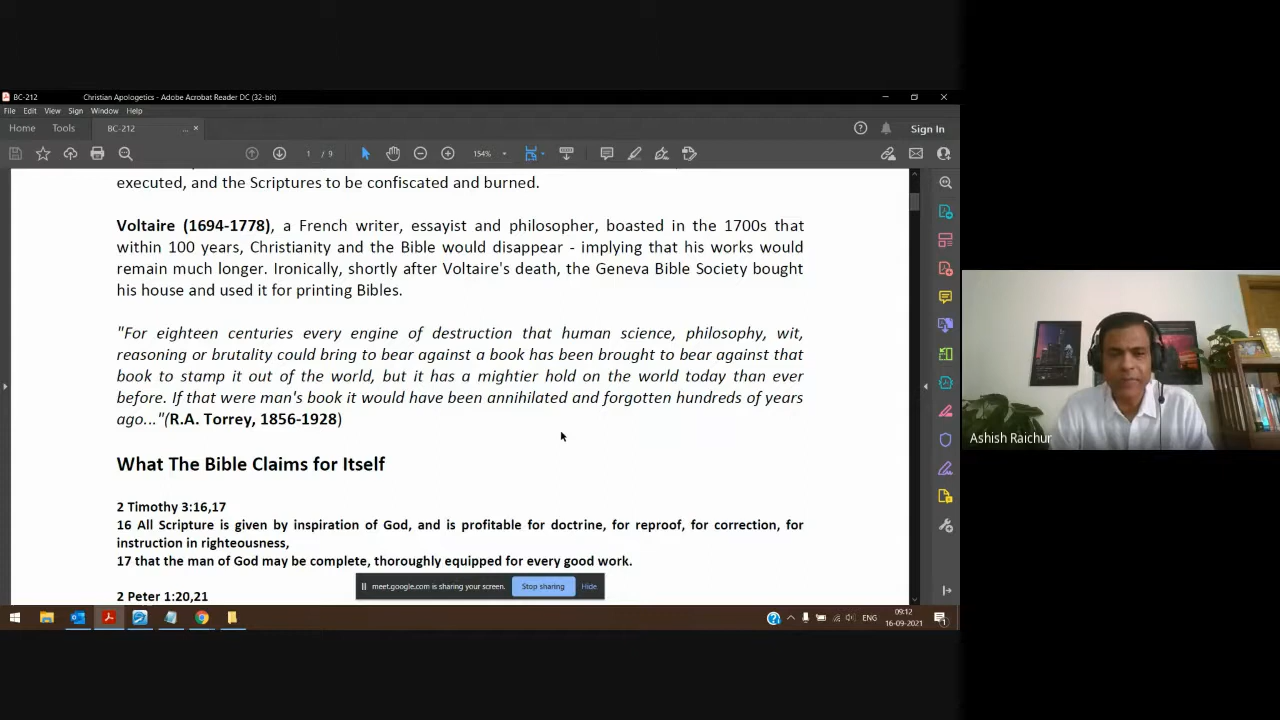 BC-212 Christian Apologetics - Adobe Acrobat Reader DC (32-bit)
File Edit View Sign Window Help
Home Tools BC-212 ... × Sign In
1 / 9 154%
executed, and the Scriptures to be confiscated and burned.
Voltaire (1694-1778), a French writer, essayist and philosopher, boasted in the 1700s that
within 100 years, Christianity and the Bible would disappear - implying that his works would
remain much longer. Ironically, shortly after Voltaire's death, the Geneva Bible Society bought
his house and used it for printing Bibles.
"For eighteen centuries every engine of destruction that human science, philosophy, wit,
reasoning or brutality could bring to bear against a book has been brought to bear against that
book to stamp it out of the world, but it has a mightier hold on the world today than ever
before. If that were man's book it would have been annihilated and forgotten hundreds of years
ago..."(R.A. Torrey, 1856-1928)
What The Bible Claims for Itself
2 Timothy 3:16,17
16 All Scripture is given by inspiration of God, and is profitable for doctrine, for reproof, for correction, for
instruction in righteousness,
17 that the man of God may be complete, thoroughly equipped for every good work.
2 Peter 1:20,21
meet.google.com is sharing your screen. Stop sharing Hide
ENG
09:12
16-09-2021
Ashish Raichur